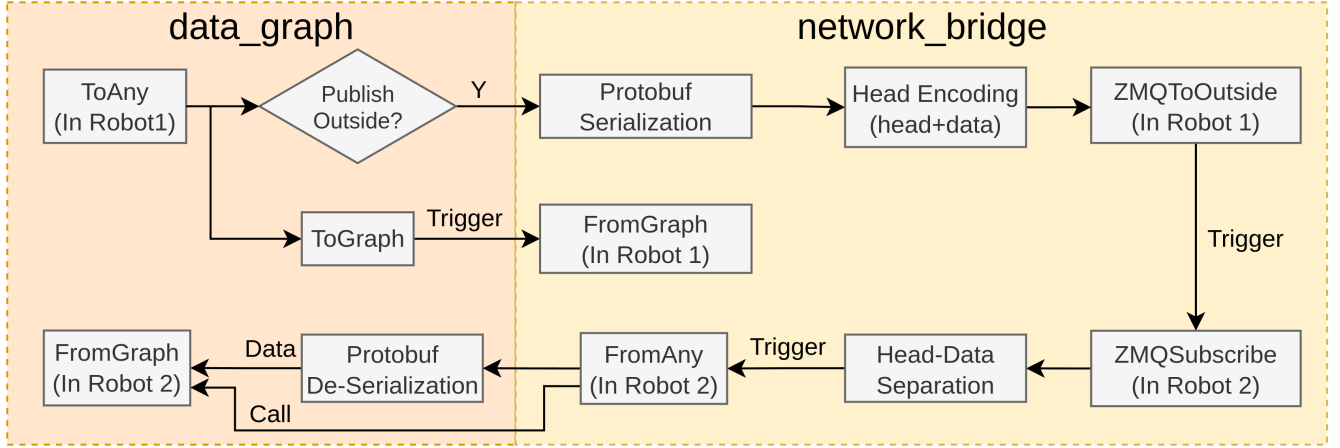 data_graph
network_bridge
ToAny
(In Robot1)
Publish
Outside?
Y
Protobuf
Serialization
Head Encoding
(head+data)
ZMQToOutside
(In Robot 1)
ToGraph
Trigger
FromGraph
(In Robot 1)
Trigger
FromGraph
(In Robot 2)
Data
Call
Protobuf
De-Serialization
FromAny
(In Robot 2)
Trigger
Head-Data
Separation
ZMQSubscribe
(In Robot 2)